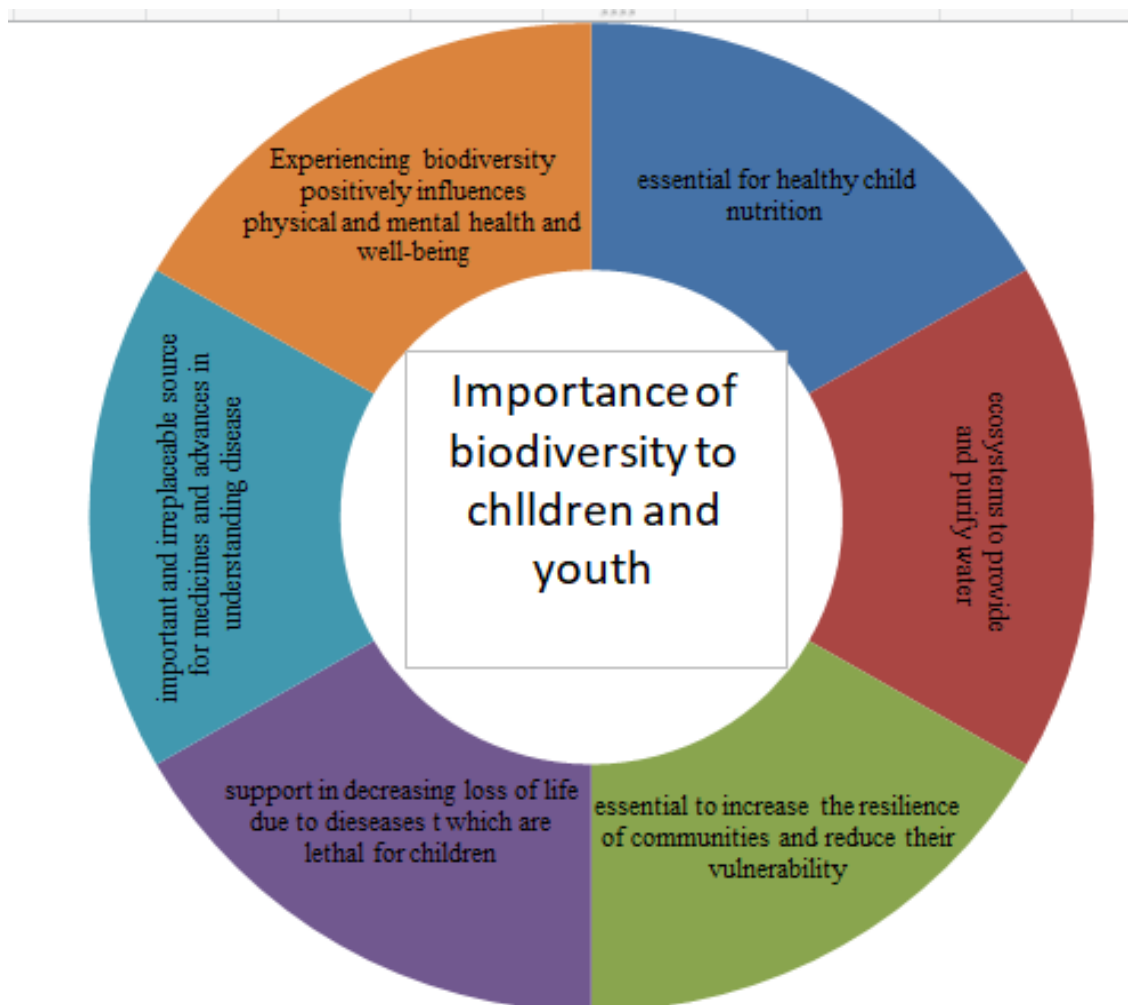 Importance of
biodiversity to
chlldren and
youth
essential for healthy child
nutrition
ecosystems to provide
and purify water
essential to increase the resilience
of communities and reduce their
vulnerability
support in decreasing loss of life
due to dieseases t which are
lethal for children
important and irreplaceable source
for medicines and advances in
understanding disease
Experiencing biodiversity
positively influences
physical and mental health and
well-being